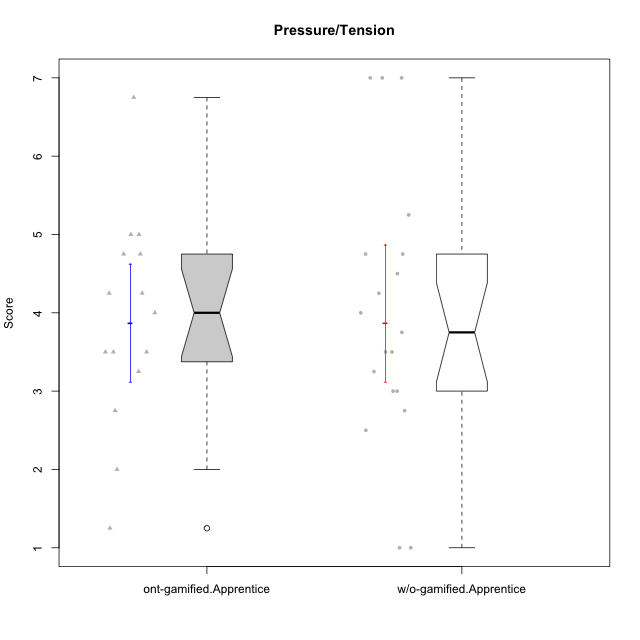 Pressure/Tension
Score
7
6
5
4
3
2
1
ont-gamified.Apprentice
w/o-gamified.Apprentice